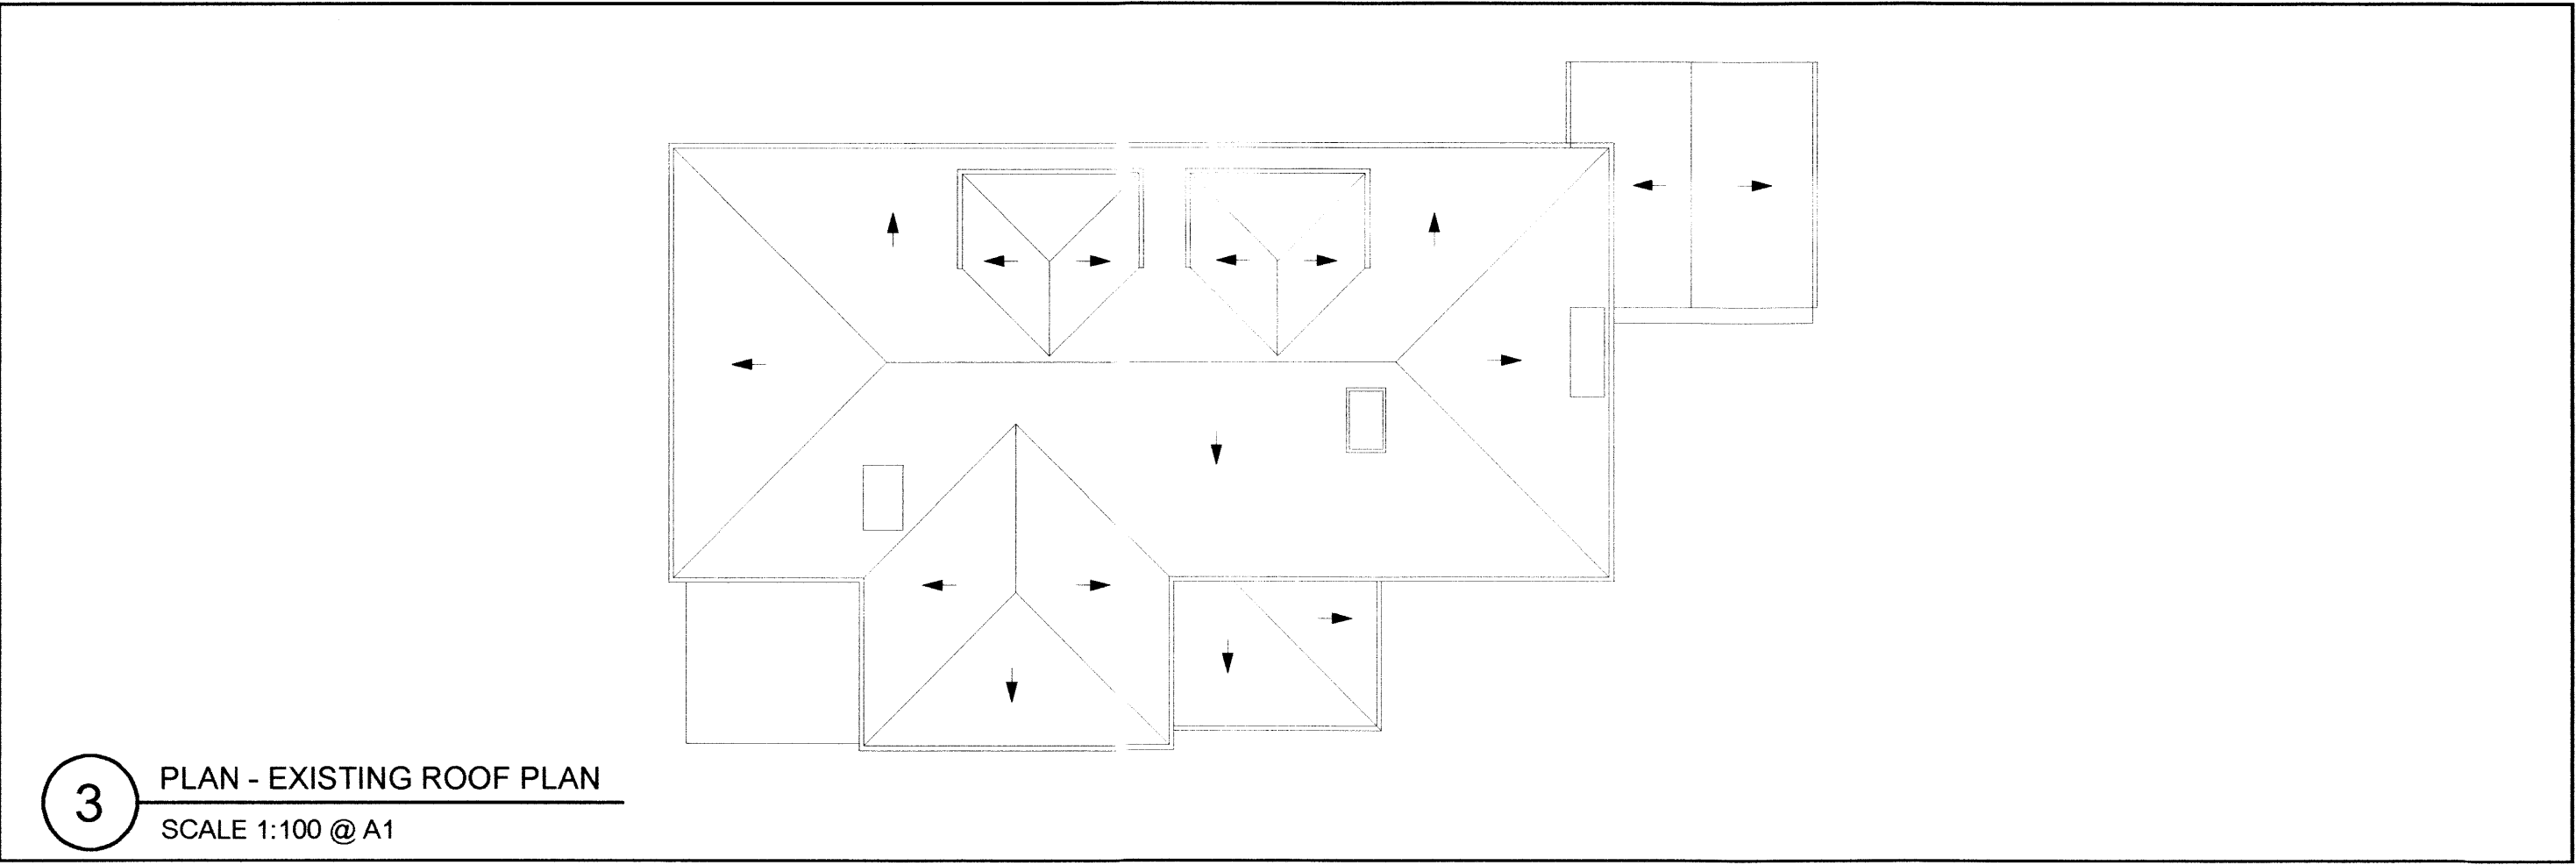 3
PLAN - EXISTING ROOF PLAN
SCALE 1:100 @ A1